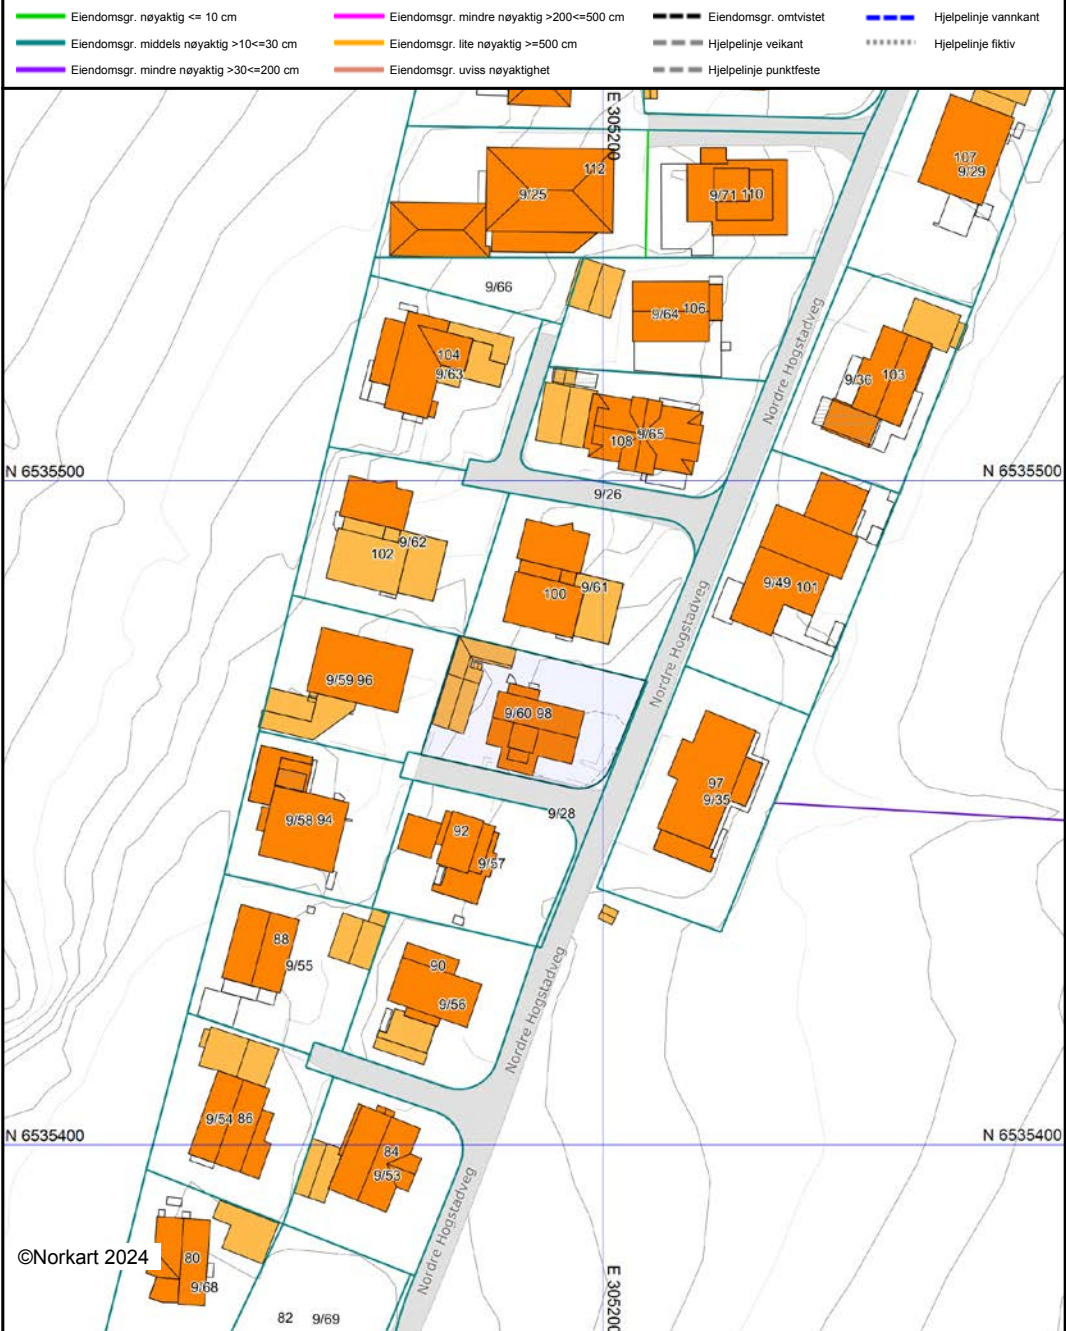 Eiendomsgr. nøyaktig <= 10 cm
Eiendomsgr. mindre nøyaktig >200<=500 cm
Eiendomsgr. omtvistet
Hjelpelinje vannkant
Eiendomsgr. middels nøyaktig >10<=30 cm
Eiendomsgr. lite nøyaktig >=500 cm
Hjelpelinje veikant
Hjelpelinje fiktiv
Eiendomsgr. mindre nøyaktig >30<=200 cm
Eiendomsgr. uviss nøyaktighet
Hjelpelinje punktfeste
E 305200
107
9/29
112
9/25
9/71 110
9/66
106
9/64
Nordre Hogstadveg
104
9/63
103
9/36
108
9/65
N 6535500
N 6535500
9/26
9/62
102
9/61
100
9/49 101
Nordre Hogstadveg
9/59 96
9/60 98
97
9/35
9/28
9/58 94
92
9/57
88
9/55
90
9/56
Nordre Hogstadveg
9/54 86
N 6535400
N 6535400
84
9/53
Nordre Hogstadveg
©Norkart 2024
80
9/68
E 305200
82 9/69